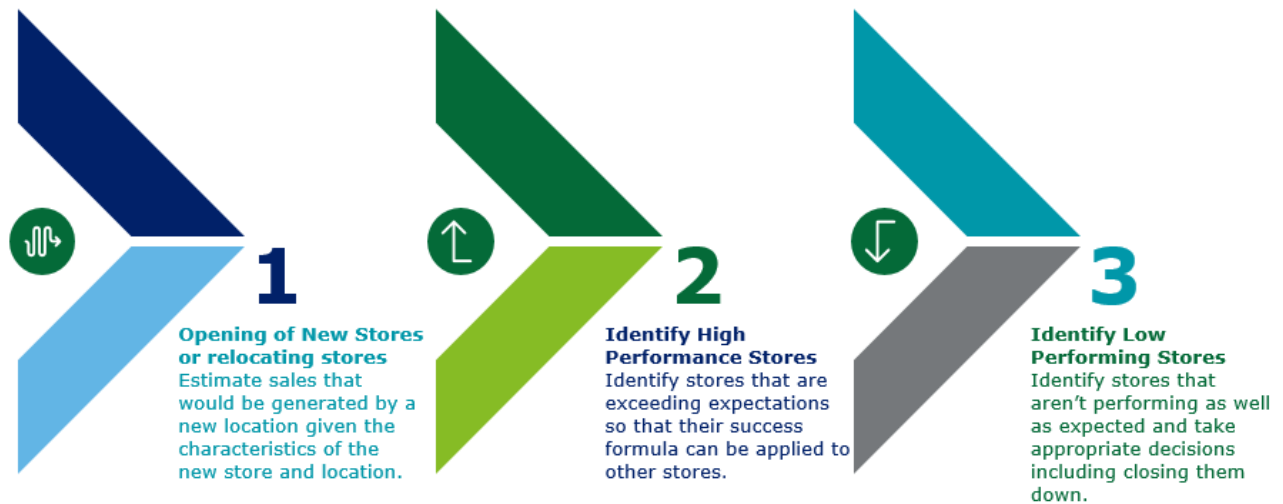 1
Opening of New Stores
or relocating stores
Estimate sales that
would be generated by a
new location given the
characteristics of the
new store and location.
2
Identify High
Performance Stores
Identify stores that are
exceeding expectations
so that their success
formula can be applied to
other stores.
3
Identify Low
Performing Stores
Identify stores that
aren’t performing as well
as expected and take
appropriate decisions
including closing them
down.